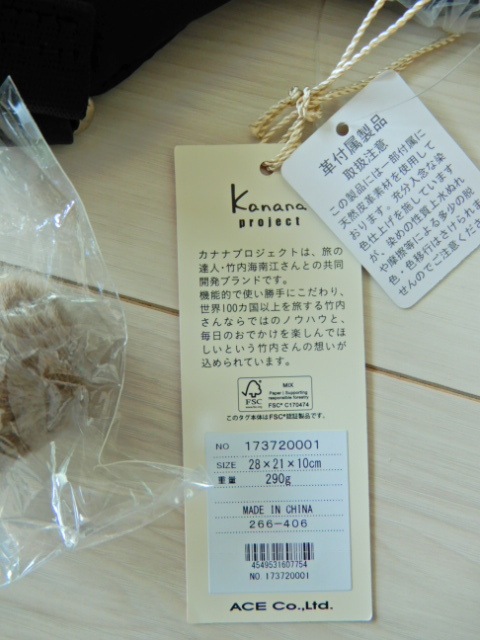 Kanana
project
カナナプロジェクトは、旅の
達人・竹内海南江さんとの共同
開発ブランドです。
機能的で使い勝手にこだわり、
世界100カ国以上を旅する竹内
さんならではのノウハウと、
毎日のおでかけを楽しんでほ
しいという竹内さんの想いが
込められています。
FSC
MIX
Paper | Supporting
responsible forestry
FSC® C170474
このタグ本体はFSC®認証製品です。
NO 173720001
SIZE 28×21×10cm
重量 290g
MADE IN CHINA
266-406
4549531607754
NO. 173720001
ACE Co.,Ltd.
革付属製品
取扱注意
この製品には一部付属に
天然皮革素材を使用して
おります。充分入念な染
色仕上げを施しています
が、染めの性質上水ぬれ
や摩擦等による多少の脱
色・色移行はさけられま
せんのでご注意くださ